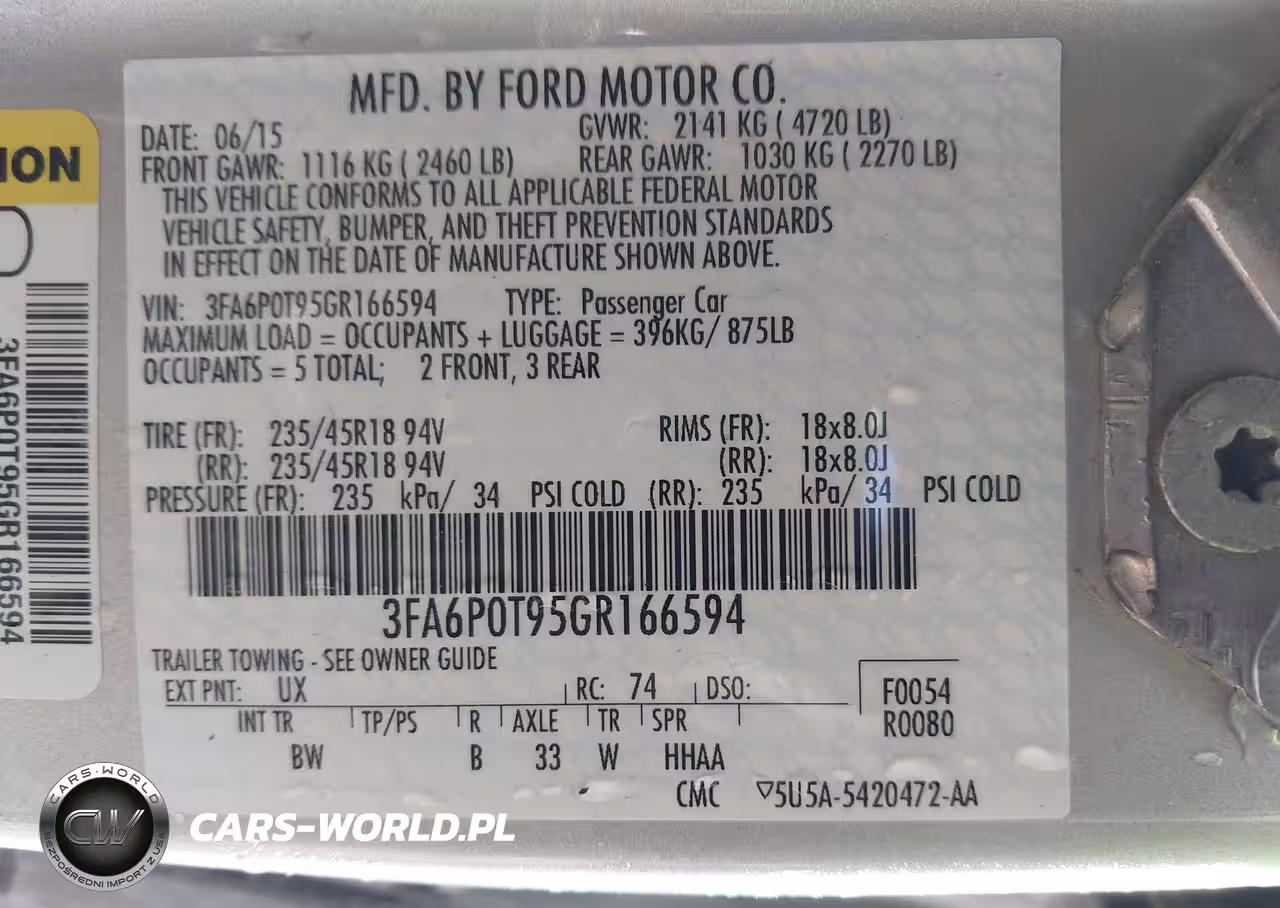 MFD. BY FORD MOTOR CO.
DATE: 06/15 GVWR: 2141 KG ( 4720 LB)
FRONT GAWR: 1116 KG ( 2460 LB) REAR GAWR: 1030 KG ( 2270 LB)
THIS VEHICLE CONFORMS TO ALL APPLICABLE FEDERAL MOTOR
VEHICLE SAFETY, BUMPER, AND THEFT PREVENTION STANDARDS
IN EFFECT ON THE DATE OF MANUFACTURE SHOWN ABOVE.
VIN: 3FA6P0T95GR166594 TYPE: Passenger Car
MAXIMUM LOAD = OCCUPANTS + LUGGAGE = 396KG/ 875LB
OCCUPANTS = 5 TOTAL; 2 FRONT, 3 REAR
TIRE (FR): 235/45R18 94V RIMS (FR): 18x8.0J
(RR): 235/45R18 94V (RR): 18x8.0J
PRESSURE (FR): 235 kPa/ 34 PSI COLD (RR): 235 kPa/ 34 PSI COLD
3FA6P0T95GR166594
TRAILER TOWING - SEE OWNER GUIDE
EXT PNT: UX RC: 74 DSO: F0054
INT TR TP/PS R AXLE TR SPR R0080
BW B 33 W HHAA
CMC ▽5U5A-5420472-AA
ION
3FA6P0T95GR166594
CARS-WORLD
CW
BEZPOŚREDNI IMPORT Z USA
CARS-WORLD.PL